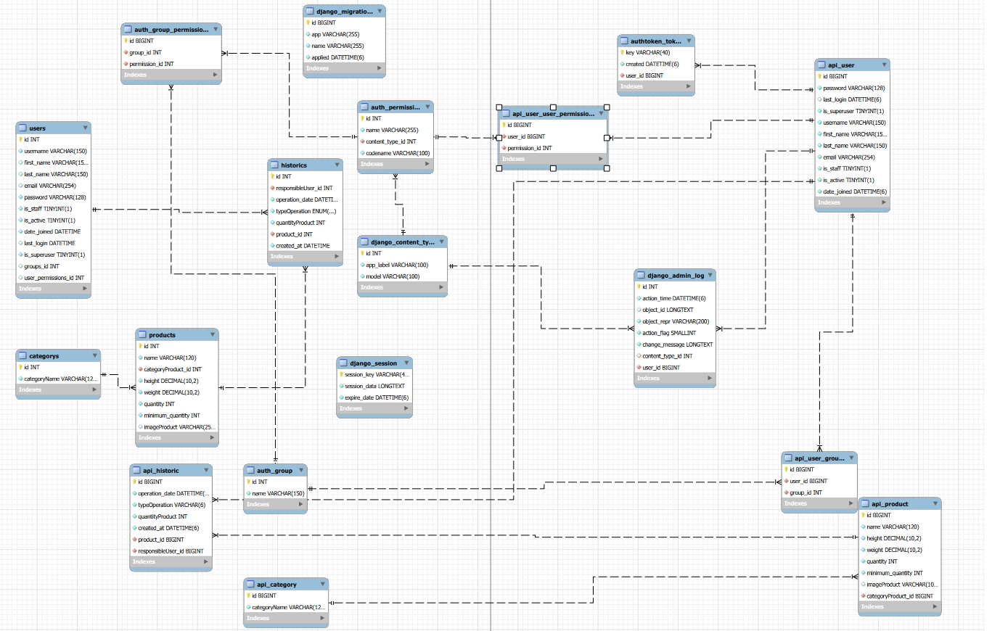 django_migratio...
id BIGINT
app VARCHAR(255)
name VARCHAR(255)
applied DATETIME(6)
Indexes
auth_group_permissio...
id BIGINT
group_id INT
permission_id INT
Indexes
authtoken_tok...
key VARCHAR(40)
created DATETIME(6)
user_id BIGINT
Indexes
api_user
id BIGINT
password VARCHAR(128)
last_login DATETIME(6)
is_superuser TINYINT(1)
username VARCHAR(150)
first_name VARCHAR(15...
last_name VARCHAR(150)
email VARCHAR(254)
is_staff TINYINT(1)
is_active TINYINT(1)
date_joined DATETIME(6)
Indexes
auth_permissi...
id INT
name VARCHAR(255)
content_type_id INT
codename VARCHAR(100)
Indexes
api_user_user_permissio...
id BIGINT
user_id BIGINT
permission_id INT
Indexes
users
id INT
username VARCHAR(150)
first_name VARCHAR(15...
last_name VARCHAR(150)
email VARCHAR(254)
password VARCHAR(128)
is_staff TINYINT(1)
is_active TINYINT(1)
date_joined DATETIME
last_login DATETIME
is_superuser TINYINT(1)
groups_id INT
user_permissions_id INT
Indexes
historics
id INT
responsibleUser_id INT
operation_date DATETI...
typeOperation ENUM(...)
quantityProduct INT
product_id INT
created_at DATETIME
Indexes
django_content_ty...
id INT
app_label VARCHAR(100)
model VARCHAR(100)
Indexes
django_admin_log
id INT
action_time DATETIME(6)
object_id LONGTEXT
object_repr VARCHAR(200)
action_flag SMALLINT
change_message LONGTEXT
content_type_id INT
user_id BIGINT
Indexes
products
id INT
name VARCHAR(120)
categoryProduct_id INT
height DECIMAL(10,2)
weight DECIMAL(10,2)
quantity INT
minimum_quantity INT
imageProduct VARCHAR(25...
Indexes
categorys
id INT
categoryName VARCHAR(12...
Indexes
django_session
session_key VARCHAR(4...
session_data LONGTEXT
expire_date DATETIME(6)
Indexes
api_user_grou...
id BIGINT
user_id BIGINT
group_id INT
Indexes
api_historic
id BIGINT
operation_date DATETIME(...
typeOperation VARCHAR(6)
quantityProduct INT
created_at DATETIME(6)
product_id BIGINT
responsibleUser_id BIGINT
Indexes
auth_group
id INT
name VARCHAR(150)
Indexes
api_product
id BIGINT
name VARCHAR(120)
height DECIMAL(10,2)
weight DECIMAL(10,2)
quantity INT
minimum_quantity INT
imageProduct VARCHAR(10...
categoryProduct_id BIGINT
Indexes
api_category
id BIGINT
categoryName VARCHAR(12...
Indexes